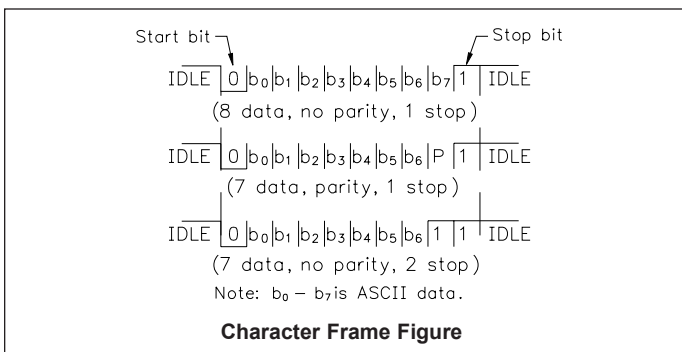 Start bit Stop bit
IDLE 0 b₀ b₁ b₂ b₃ b₄ b₅ b₆ b₇ 1 IDLE
(8 data, no parity, 1 stop)
IDLE 0 b₀ b₁ b₂ b₃ b₄ b₅ b₆ P 1 IDLE
(7 data, parity, 1 stop)
IDLE 0 b₀ b₁ b₂ b₃ b₄ b₅ b₆ 1 1 IDLE
(7 data, no parity, 2 stop)
Note: b₀ – b₇ is ASCII data.
Character Frame Figure